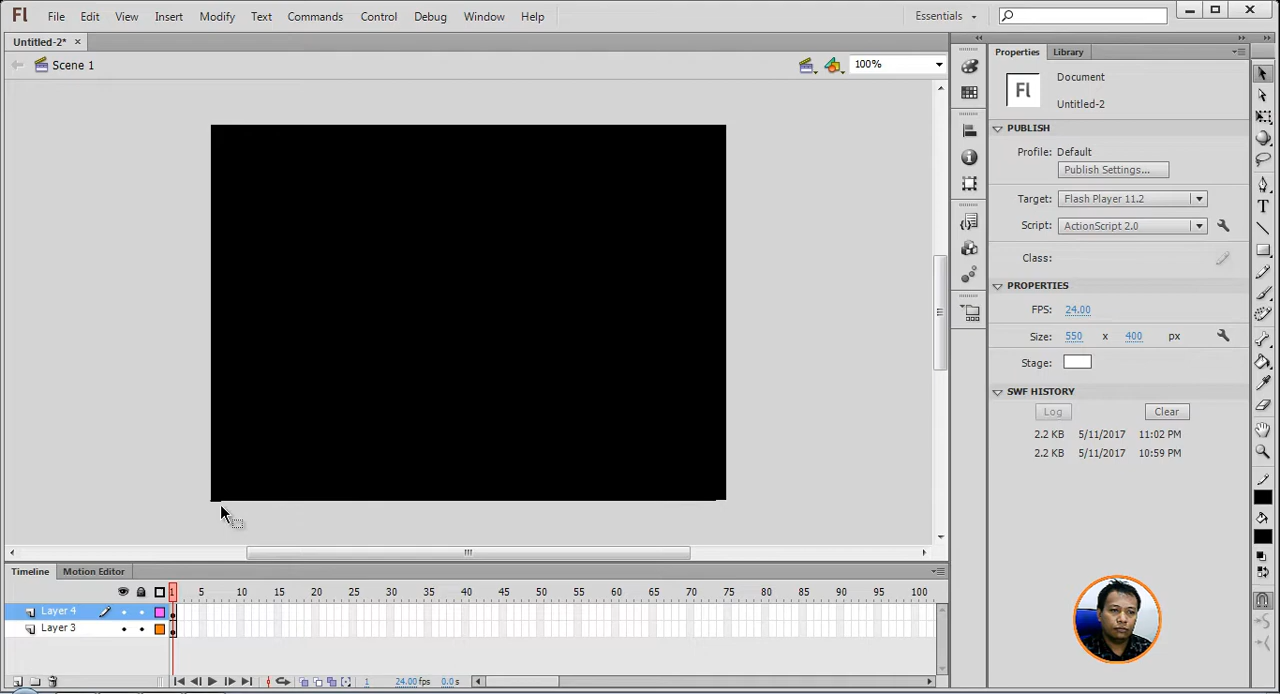 Fl File Edit View Insert Modify Text Commands Control Debug Window Help Essentials
Untitled-2* ×
Scene 1 100%
Properties Library
Fl Document
Untitled-2
PUBLISH
Profile: Default
Publish Settings...
Target: Flash Player 11.2
Script: ActionScript 2.0
Class:
PROPERTIES
FPS: 24.00
Size: 550 x 400 px
Stage:
SWF HISTORY
Log Clear
2.2 KB 5/11/2017 11:02 PM
2.2 KB 5/11/2017 10:59 PM
Timeline Motion Editor
1 5 10 15 20 25 30 35 40 45 50 55 60 65 70 75 80 85 90 95 100
Layer 4
Layer 3
1 24.00 fps 0.0 s